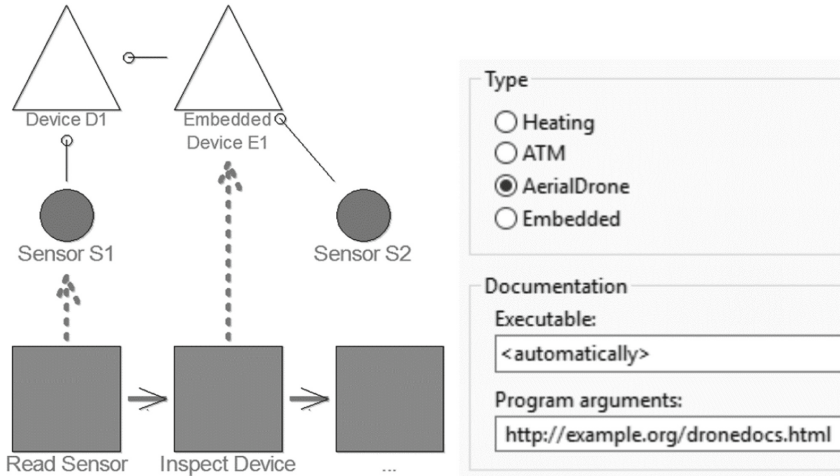 Device D1
Embedded
Device E1
Sensor S1
Sensor S2
Read Sensor
Inspect Device
...
Type
Heating
ATM
AerialDrone
Embedded
Documentation
Executable:
<automatically>
Program arguments:
http://example.org/dronedocs.html